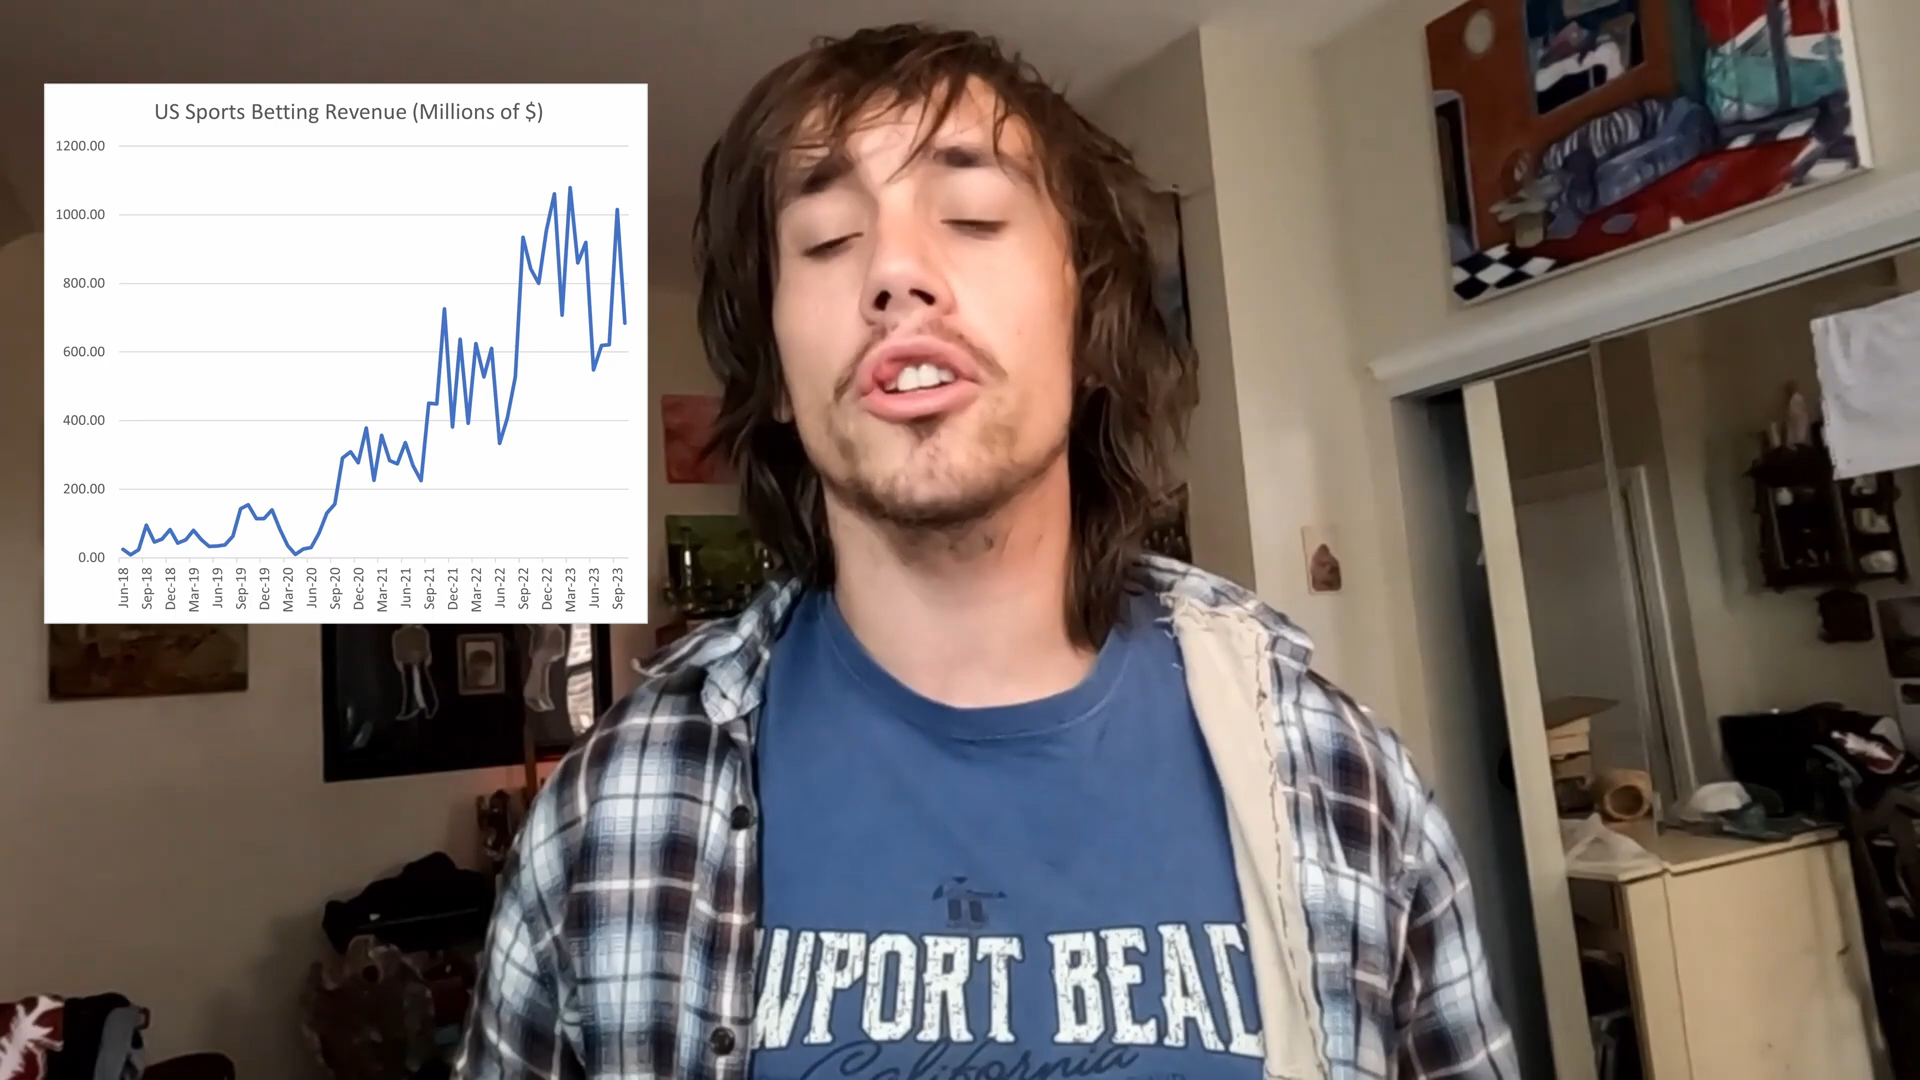 US Sports Betting Revenue (Millions of $)
1200.00
1000.00
800.00
600.00
400.00
200.00
0.00
Jun-18
Sep-18
Dec-18
Mar-19
Jun-19
Sep-19
Dec-19
Mar-20
Jun-20
Sep-20
Dec-20
Mar-21
Jun-21
Sep-21
Dec-21
Mar-22
Jun-22
Sep-22
Dec-22
Mar-23
Jun-23
Sep-23
WPORT BEAC
California